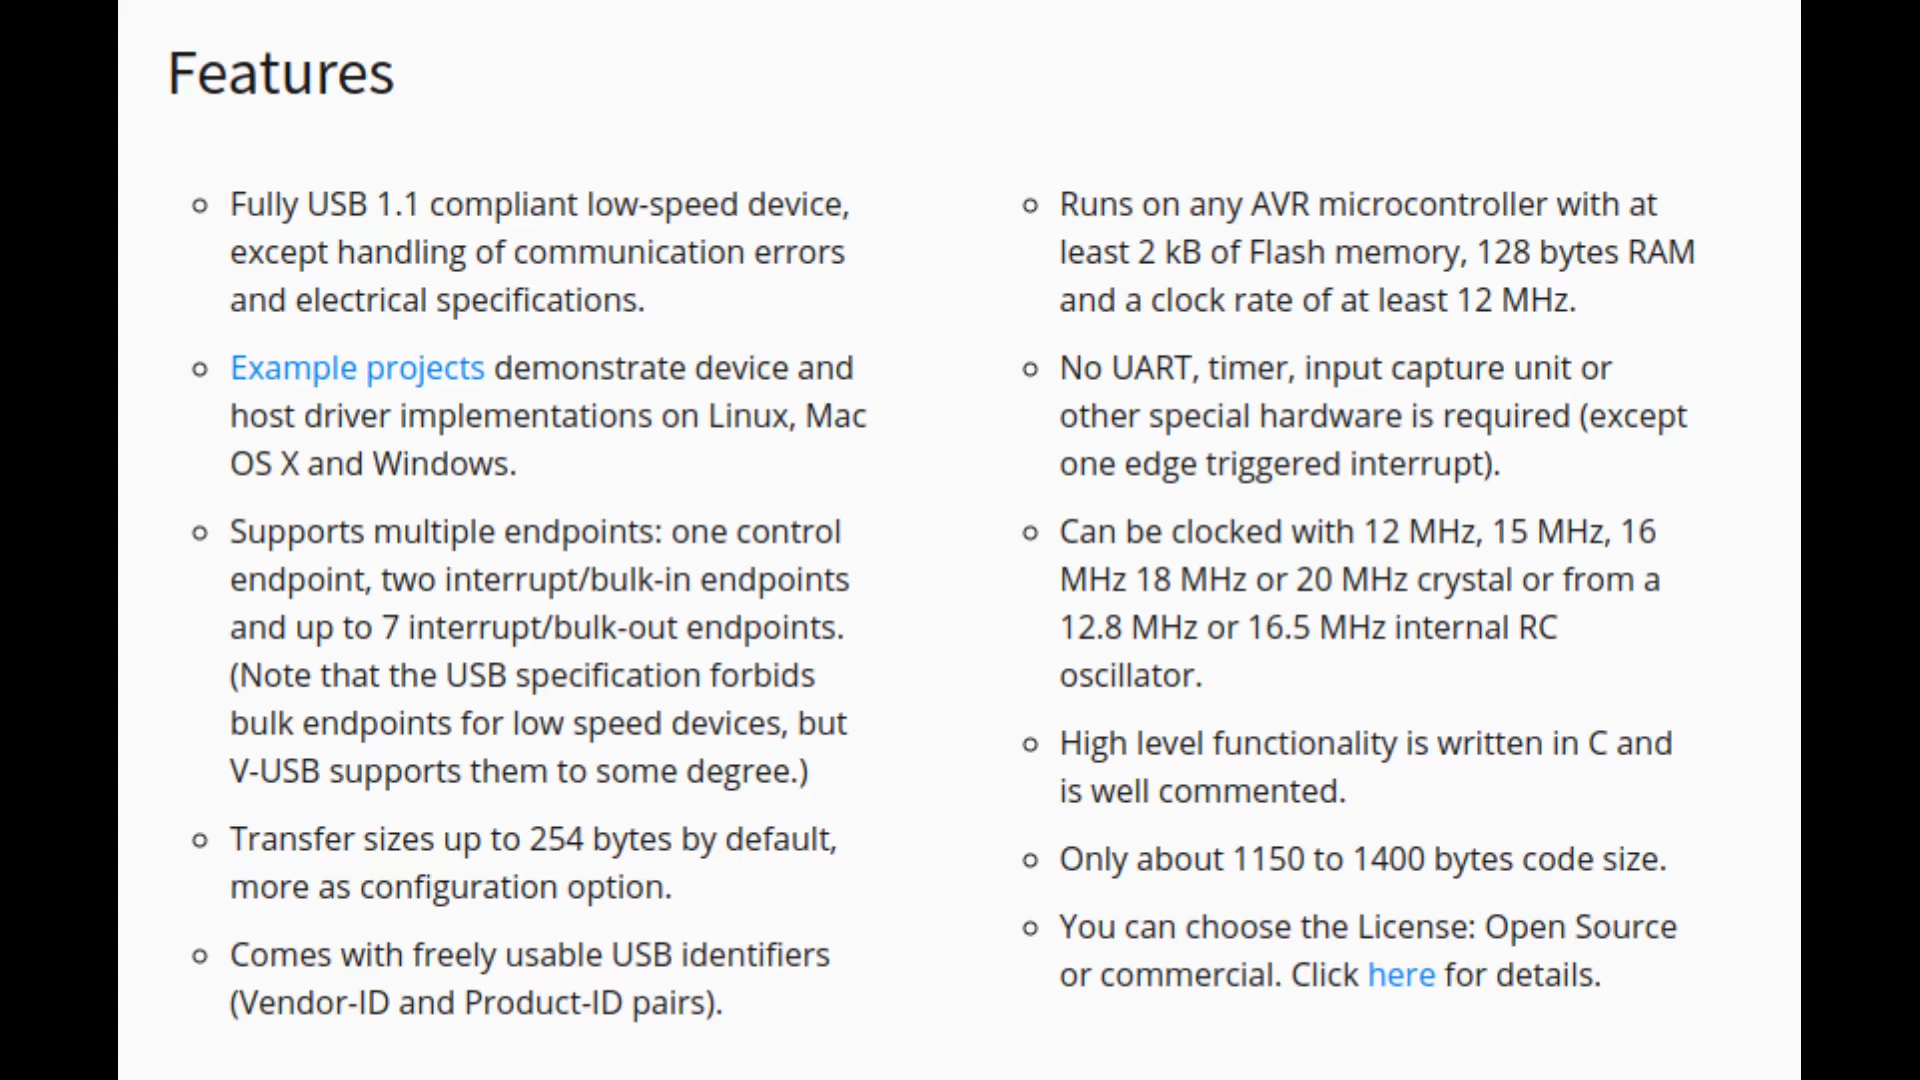 Features
Fully USB 1.1 compliant low-speed device,
except handling of communication errors
and electrical specifications.
Example projects demonstrate device and
host driver implementations on Linux, Mac
OS X and Windows.
Supports multiple endpoints: one control
endpoint, two interrupt/bulk-in endpoints
and up to 7 interrupt/bulk-out endpoints.
(Note that the USB specification forbids
bulk endpoints for low speed devices, but
V-USB supports them to some degree.)
Transfer sizes up to 254 bytes by default,
more as configuration option.
Comes with freely usable USB identifiers
(Vendor-ID and Product-ID pairs).
Runs on any AVR microcontroller with at
least 2 kB of Flash memory, 128 bytes RAM
and a clock rate of at least 12 MHz.
No UART, timer, input capture unit or
other special hardware is required (except
one edge triggered interrupt).
Can be clocked with 12 MHz, 15 MHz, 16
MHz 18 MHz or 20 MHz crystal or from a
12.8 MHz or 16.5 MHz internal RC
oscillator.
High level functionality is written in C and
is well commented.
Only about 1150 to 1400 bytes code size.
You can choose the License: Open Source
or commercial. Click here for details.